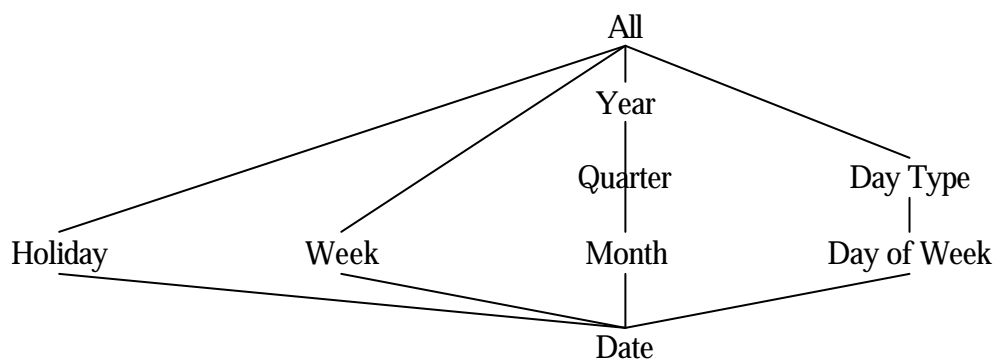 All
Year
Quarter Day Type
Holiday Week Month Day of Week
Date